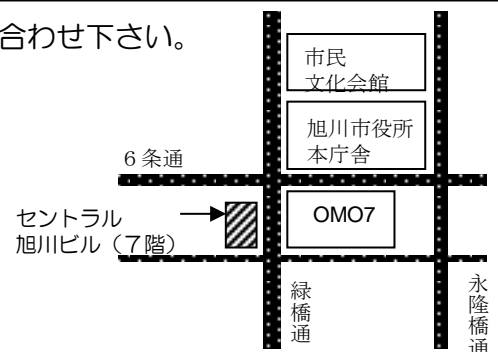 合わせ下さい。
市民
文化会館
旭川市役所
本庁舎
6条通
OMO7
セントラル
旭川ビル（7階）
緑橋通
永隆橋通